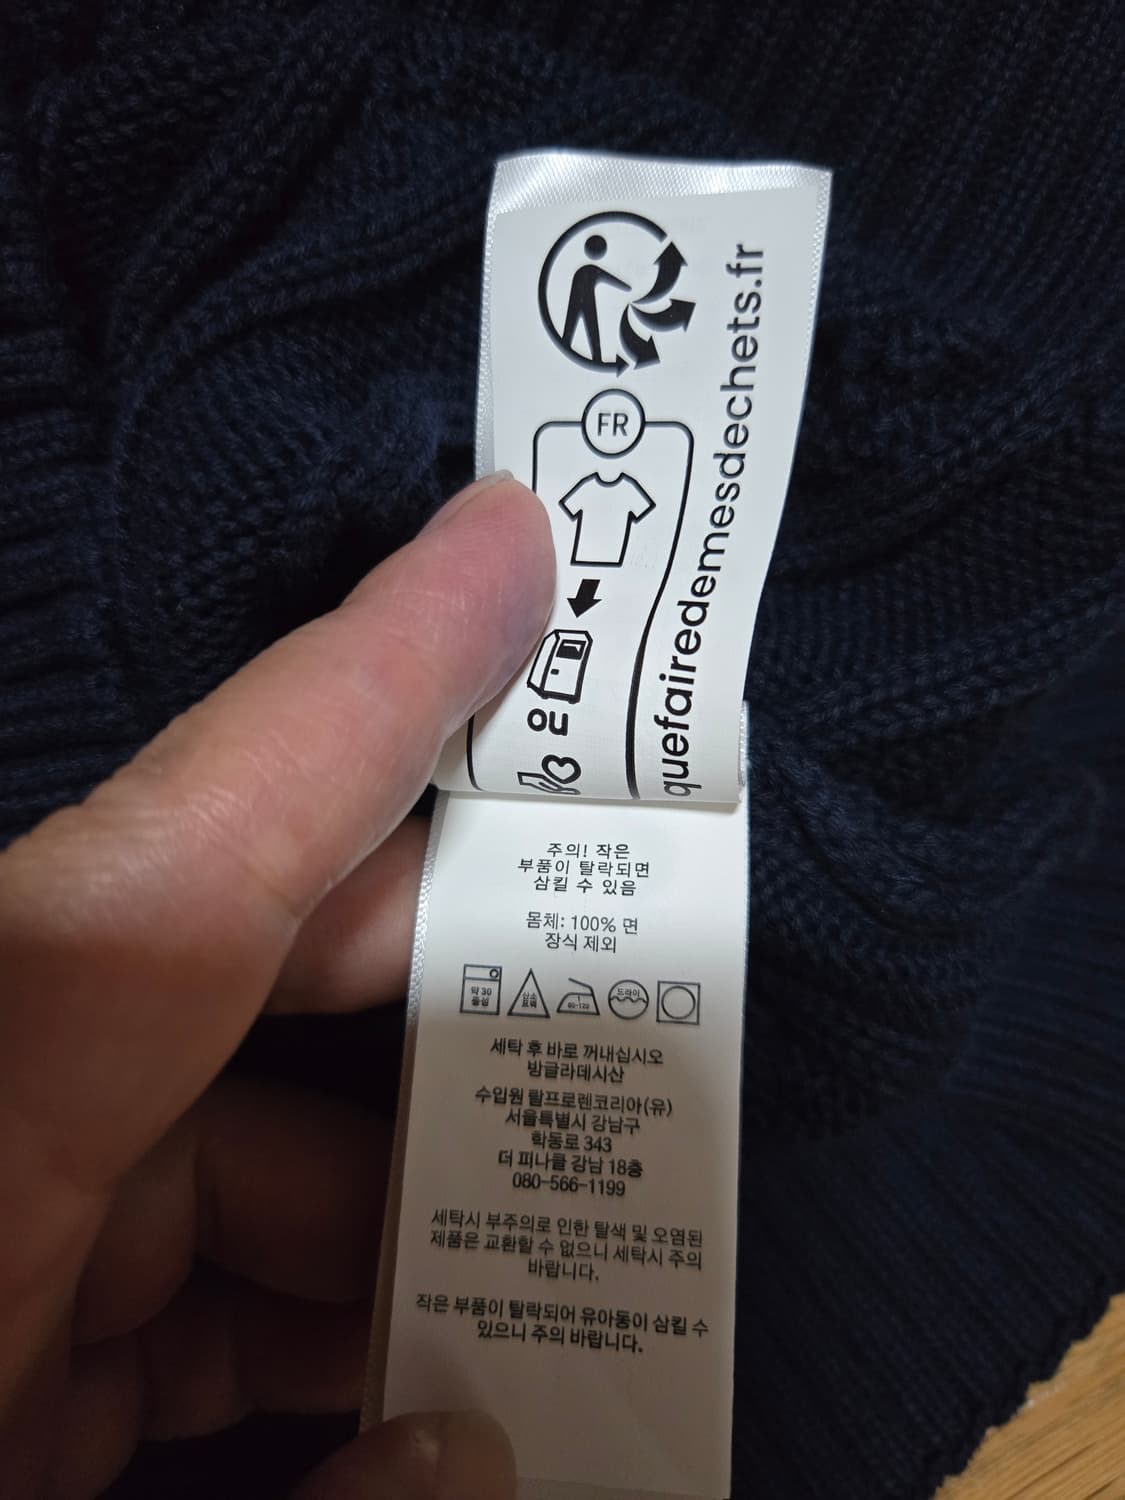 FR
quefairedemesdechets.fr
주의! 작은
부품이 탈락되면
삼킬 수 있음
몸체: 100% 면
장식 제외
약 30
중성
산소
표백
80-120
드라이
세탁 후 바로 꺼내십시오
방글라데시산
수입원 랄프로렌코리아(유)
서울특별시 강남구
학동로 343
더 피나클 강남 18층
080-566-1199
세탁시 부주의로 인한 탈색 및 오염된
제품은 교환할 수 없으니 세탁시 주의
바랍니다.
작은 부품이 탈락되어 유아동이 삼킬 수
있으니 주의 바랍니다.